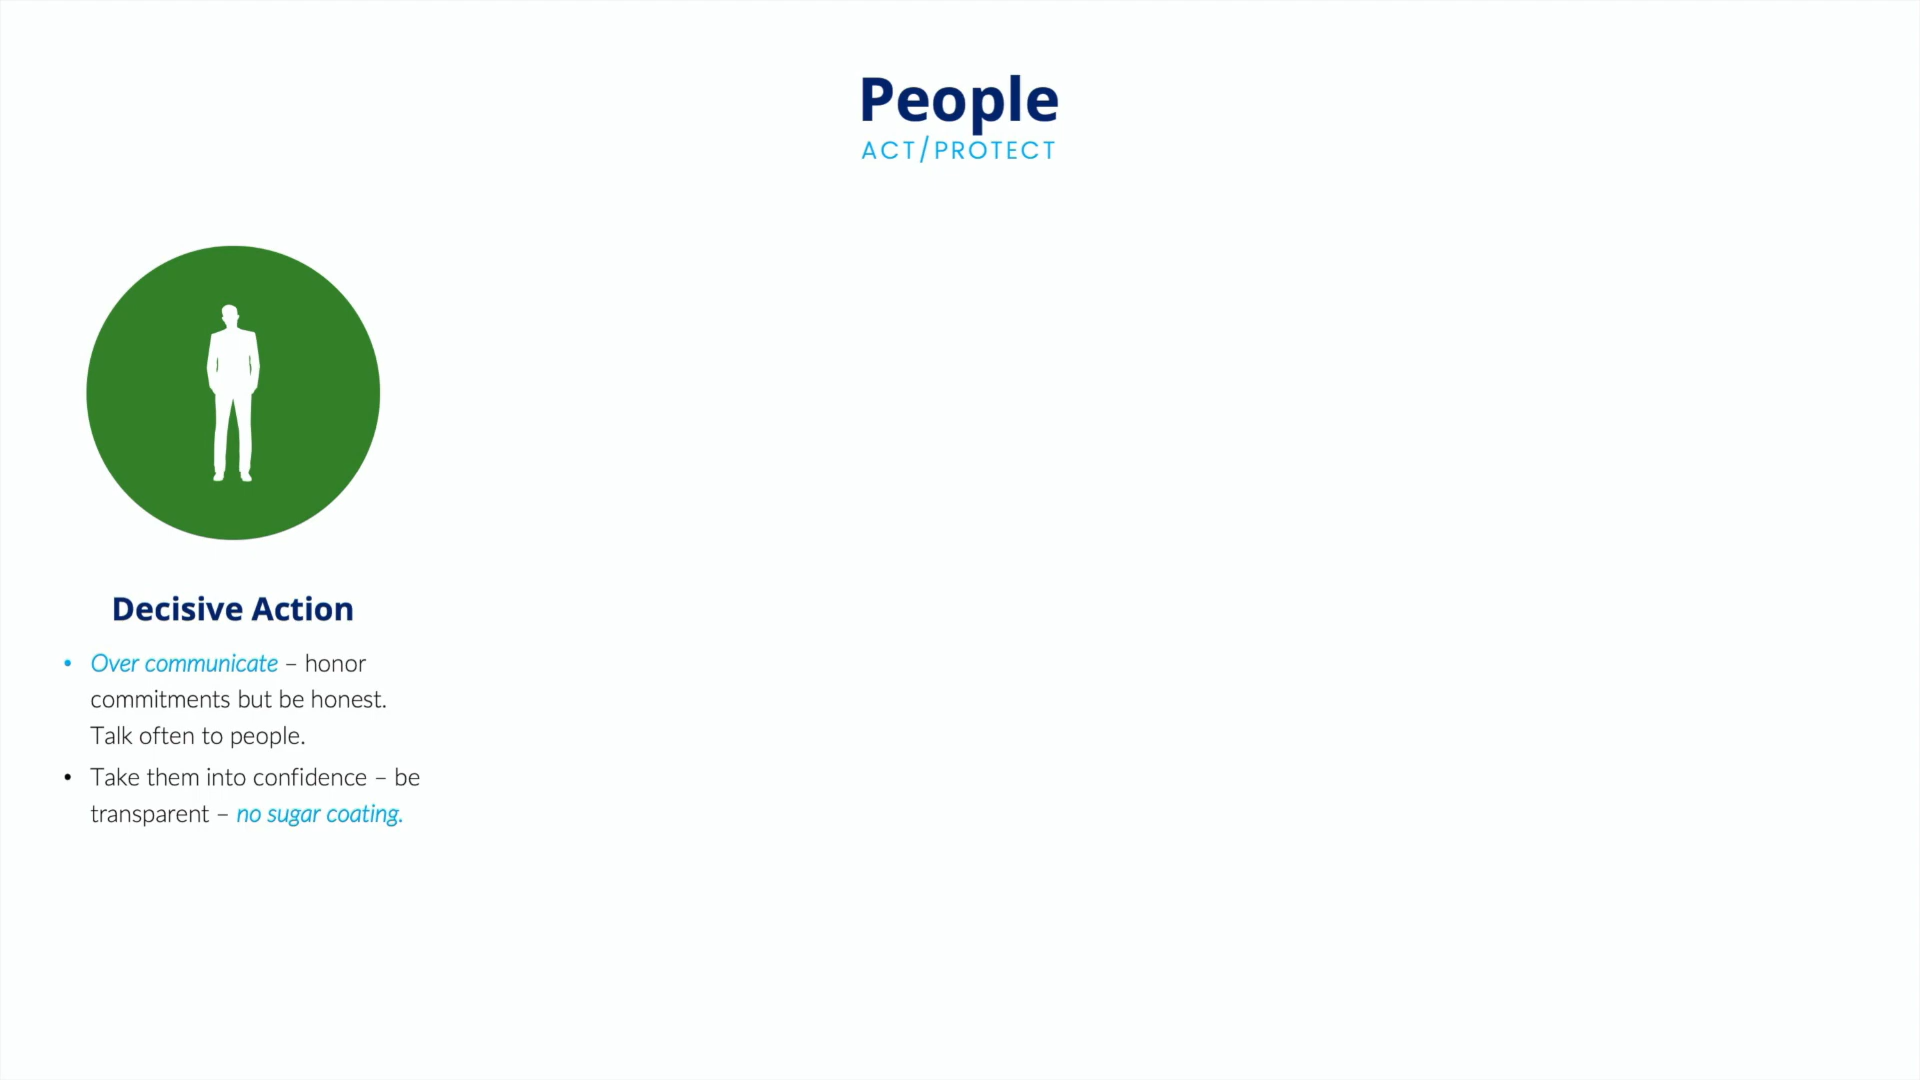 People
ACT/PROTECT
Decisive Action
• Over communicate – honor
commitments but be honest.
Talk often to people.
• Take them into confidence – be
transparent – no sugar coating.